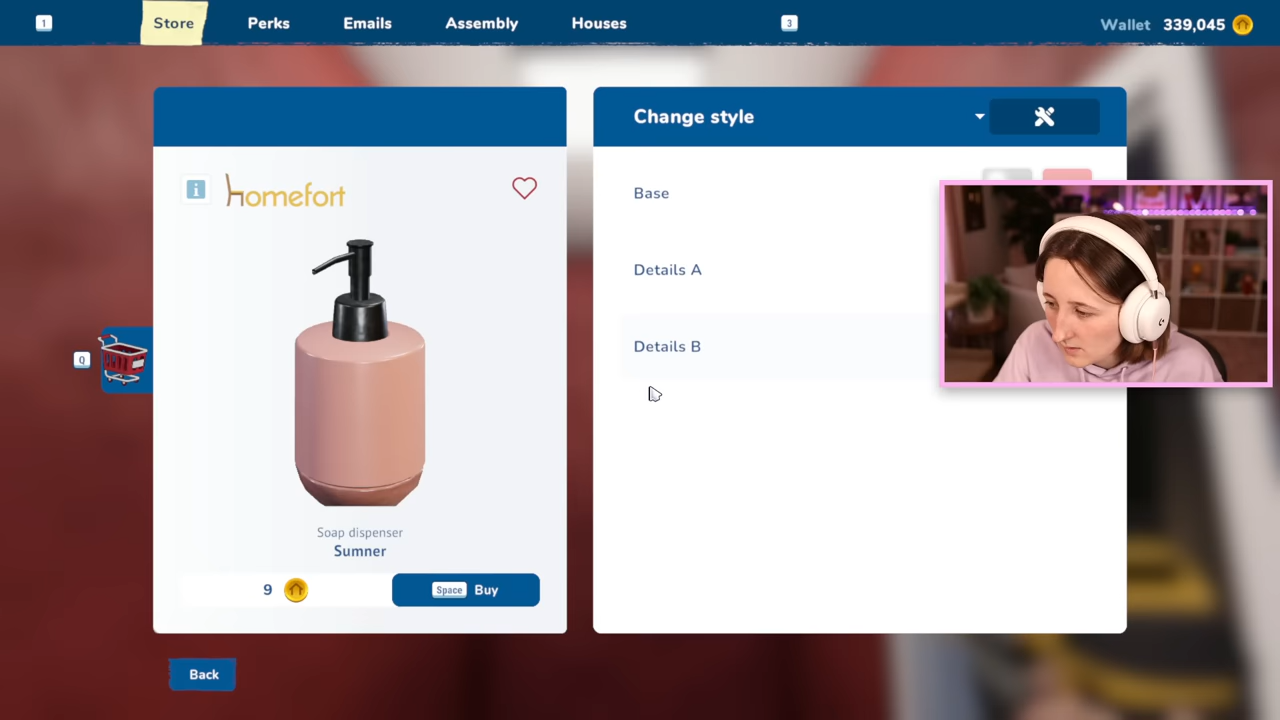 1
Store
Perks
Emails
Assembly
Houses
3
Wallet 339,045
Change style
i
homefort
Base
Details A
Details B
Q
Soap dispenser
Sumner
9
Space Buy
Back